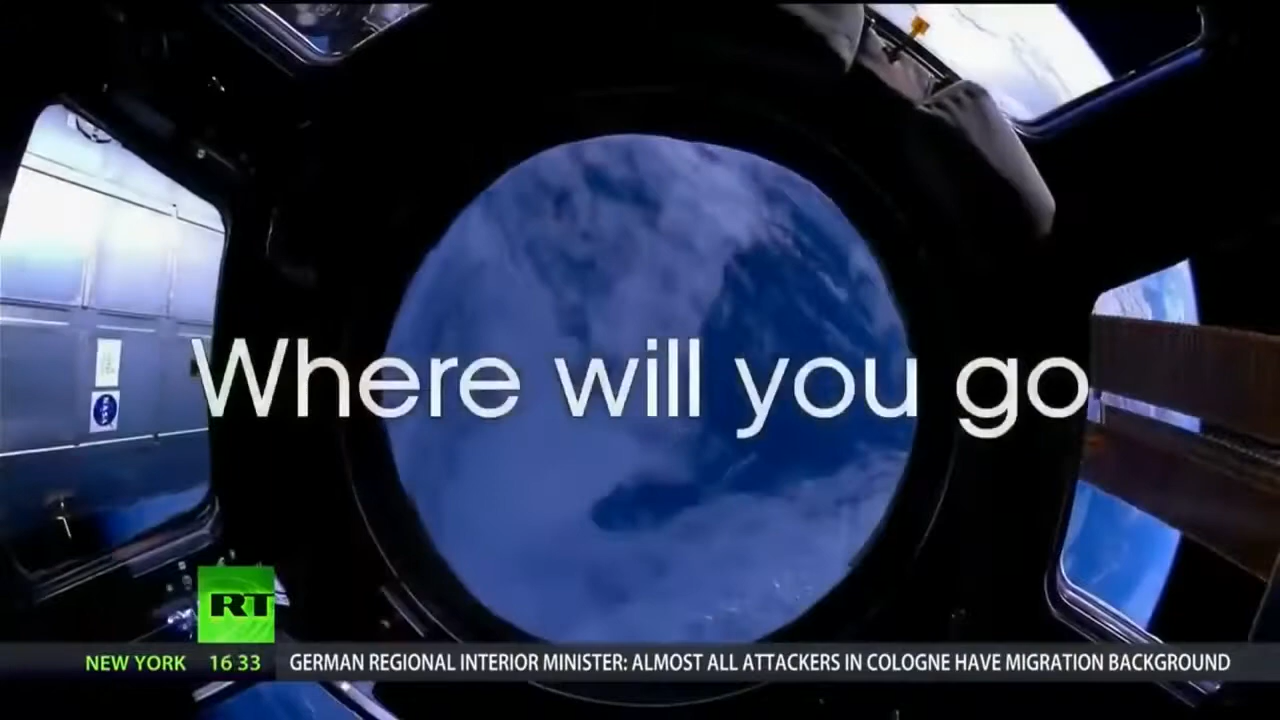 NASA
Where will you go
RT
NEW YORK 16 33 GERMAN REGIONAL INTERIOR MINISTER: ALMOST ALL ATTACKERS IN COLOGNE HAVE MIGRATION BACKGROUND